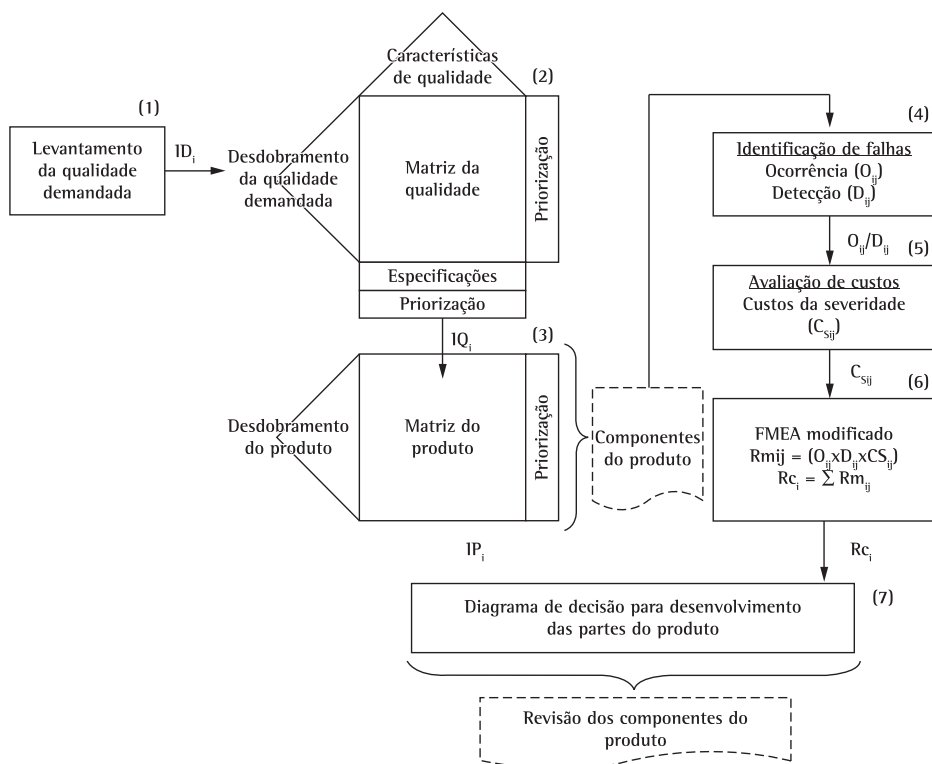 (1)
Levantamento
da qualidade
demandada
ID_i
Características
de qualidade
(2)
Desdobramento
da qualidade
demandada
Matriz da
qualidade
Priorização
Especificações
Priorização
IQ_i
(3)
Desdobramento
do produto
Matriz do
produto
Priorização
IP_i
Componentes
do produto
(4)
Identificação de falhas
Ocorrência (O_ij)
Detecção (D_ij)
O_ij/D_ij
(5)
Avaliação de custos
Custos da severidade
(C_Sij)
C_Sij
(6)
FMEA modificado
Rmij = (O_ijxD_ijxCS_ij)
Rc_i = ∑ Rm_ij
Rc_i
(7)
Diagrama de decisão para desenvolvimento
das partes do produto
Revisão dos componentes do
produto